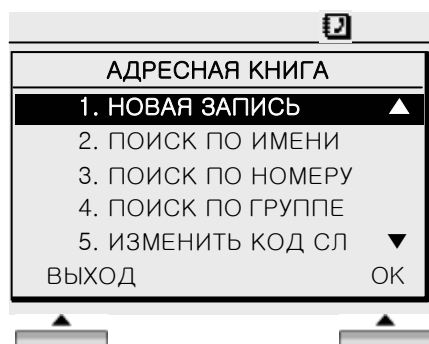 АДРЕСНАЯ КНИГА
1. НОВАЯ ЗАПИСЬ
2. ПОИСК ПО ИМЕНИ
3. ПОИСК ПО НОМЕРУ
4. ПОИСК ПО ГРУППЕ
5. ИЗМЕНИТЬ КОД СЛ
ВЫХОД ОК